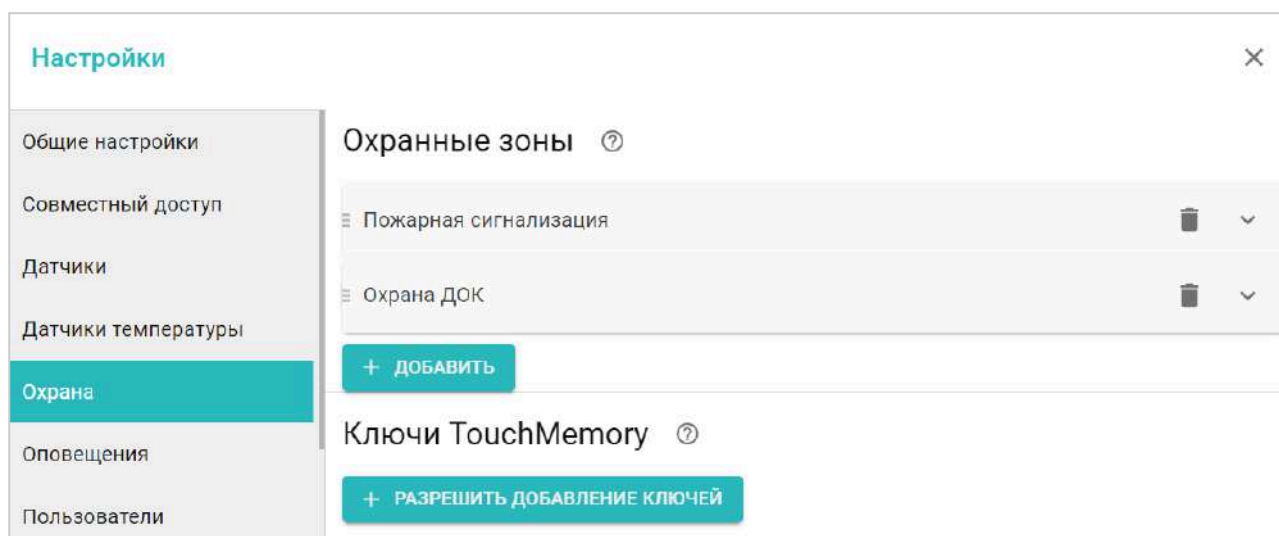 Настройки
Общие настройки
Совместный доступ
Датчики
Датчики температуры
Охрана
Оповещения
Пользователи
Охранные зоны
Пожарная сигнализация
Охрана ДОК
+ ДОБАВИТЬ
Ключи TouchMemory
+ РАЗРЕШИТЬ ДОБАВЛЕНИЕ КЛЮЧЕЙ